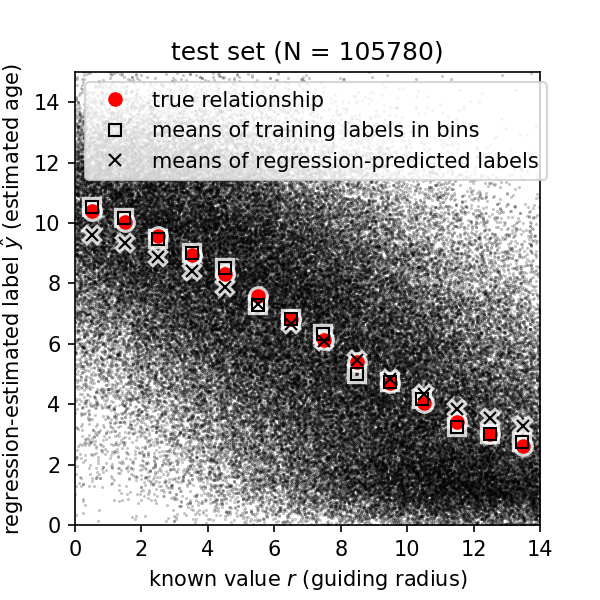 test set (N = 105780)
true relationship
means of training labels in bins
means of regression-predicted labels
regression-estimated label ŷ (estimated age)
14
12
10
8
6
4
2
0
0 2 4 6 8 10 12 14
known value r (guiding radius)